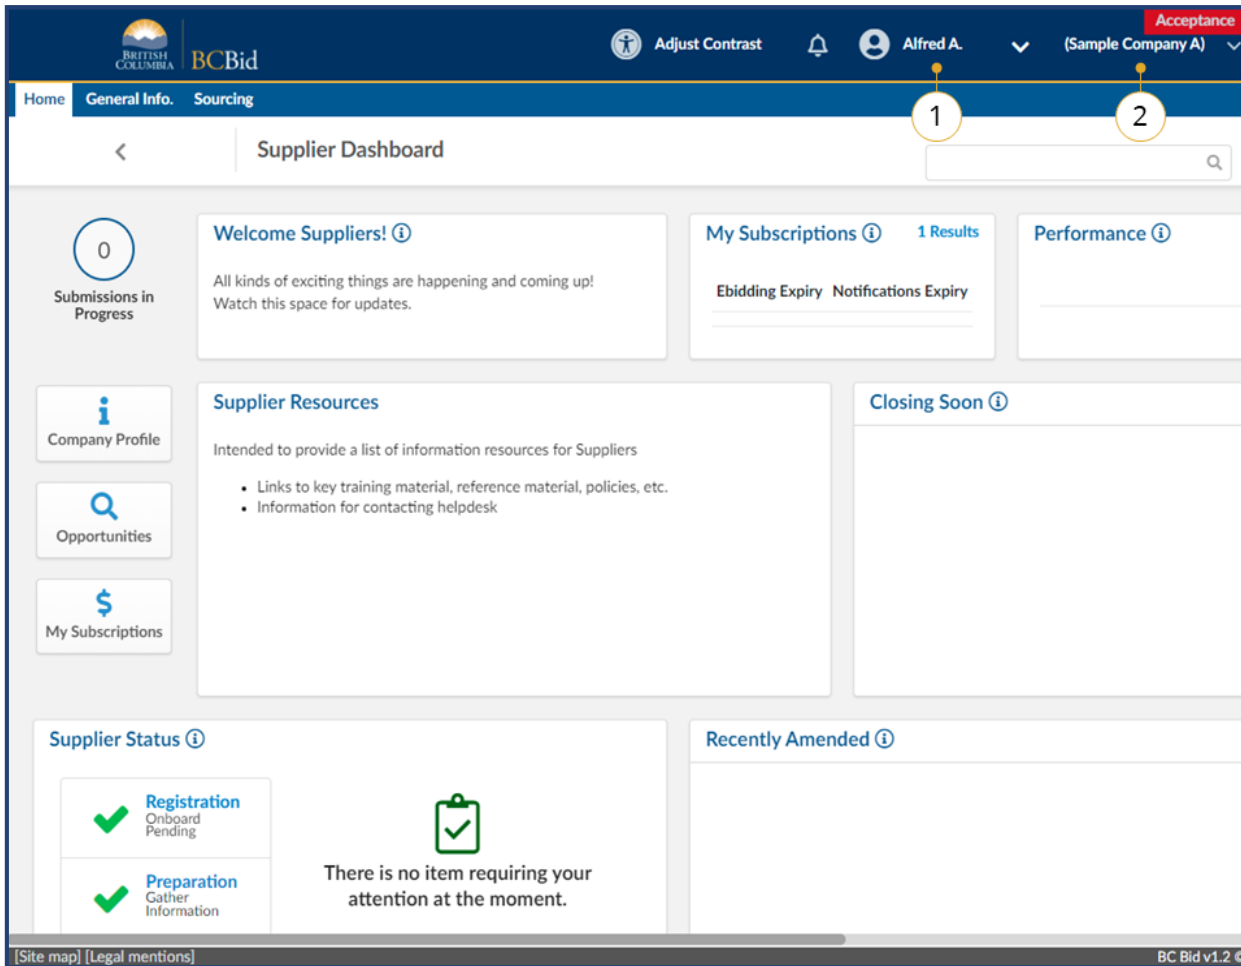 Acceptance
BRITISH COLUMBIA
BCBid
Adjust Contrast
Alfred A.
(Sample Company A)
Home General Info. Sourcing
1
2
Supplier Dashboard
0
Submissions in
Progress
Welcome Suppliers!
All kinds of exciting things are happening and coming up!
Watch this space for updates.
My Subscriptions
1 Results
Ebidding Expiry Notifications Expiry
Performance
Company Profile
Opportunities
My Subscriptions
Supplier Resources
Intended to provide a list of information resources for Suppliers
• Links to key training material, reference material, policies, etc.
• Information for contacting helpdesk
Closing Soon
Supplier Status
Registration
Onboard
Pending
Preparation
Gather
Information
There is no item requiring your
attention at the moment.
Recently Amended
[Site map] [Legal mentions]
BC Bid v1.2 ©